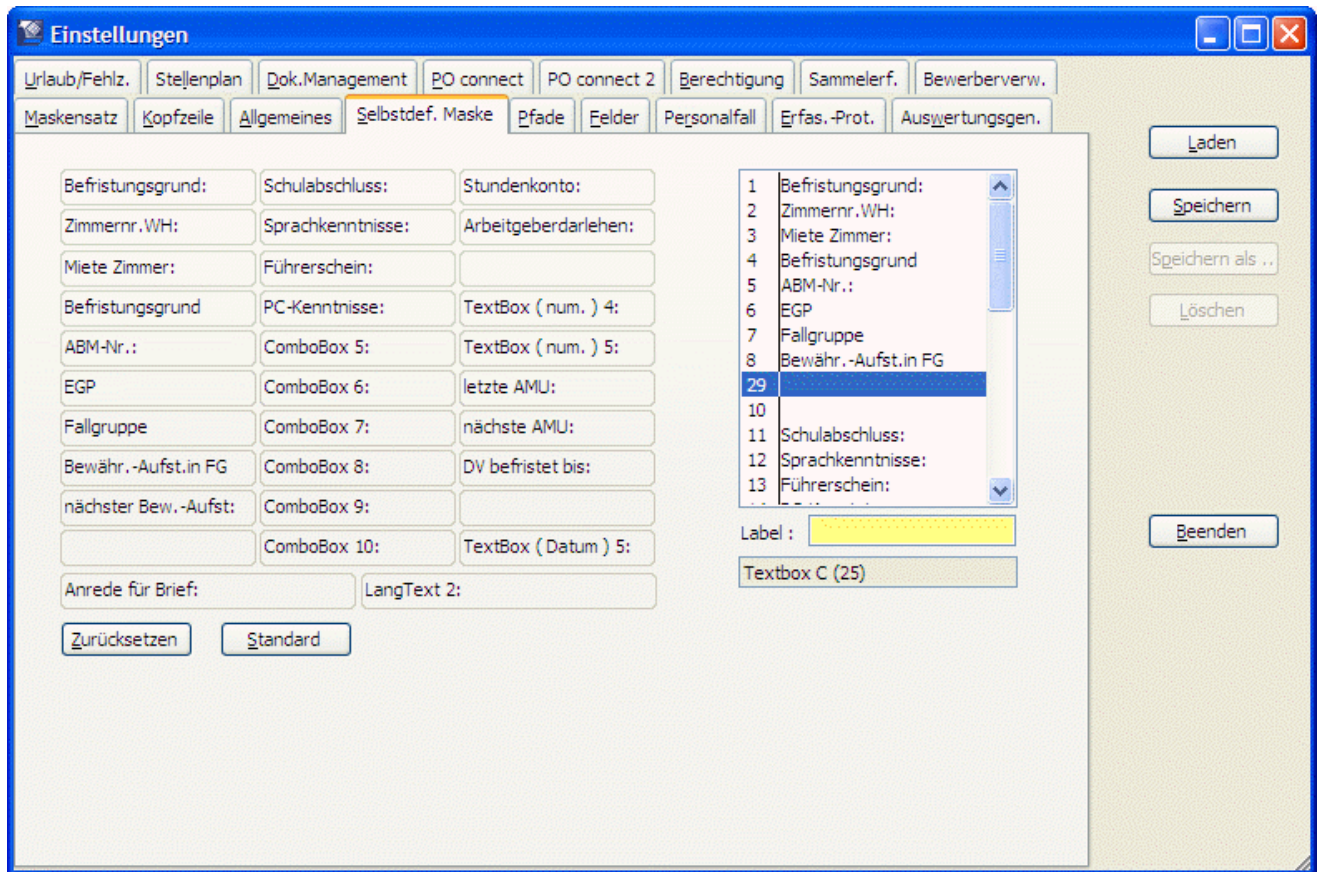 Einstellungen
Urlaub/Fehlz. Stellenplan Dok.Management PO connect PO connect 2 Berechtigung Sammelerf. Bewerberverw.
Maskensatz Kopfzeile Allgemeines Selbstdef. Maske Pfade Felder Personalfall Erfas.-Prot. Auswertungsgen.
Befristungsgrund: Schulabschluss: Stundenkonto:
Zimmernr.WH: Sprachkenntnisse: Arbeitgeberdarlehen:
Miete Zimmer: Führerschein:
Befristungsgrund PC-Kenntnisse: TextBox ( num. ) 4:
ABM-Nr.: ComboBox 5: TextBox ( num. ) 5:
EGP ComboBox 6: letzte AMU:
Fallgruppe ComboBox 7: nächste AMU:
Bewähr.-Aufst.in FG ComboBox 8: DV befristet bis:
nächster Bew.-Aufst: ComboBox 9:
ComboBox 10: TextBox ( Datum ) 5:
Anrede für Brief: LangText 2:
Zurücksetzen Standard
1 Befristungsgrund:
2 Zimmernr.WH:
3 Miete Zimmer:
4 Befristungsgrund
5 ABM-Nr.:
6 EGP
7 Fallgruppe
8 Bewähr.-Aufst.in FG
29
10
11 Schulabschluss:
12 Sprachkenntnisse:
13 Führerschein:
Label :
Textbox C (25)
Laden
Speichern
Speichern als ..
Löschen
Beenden